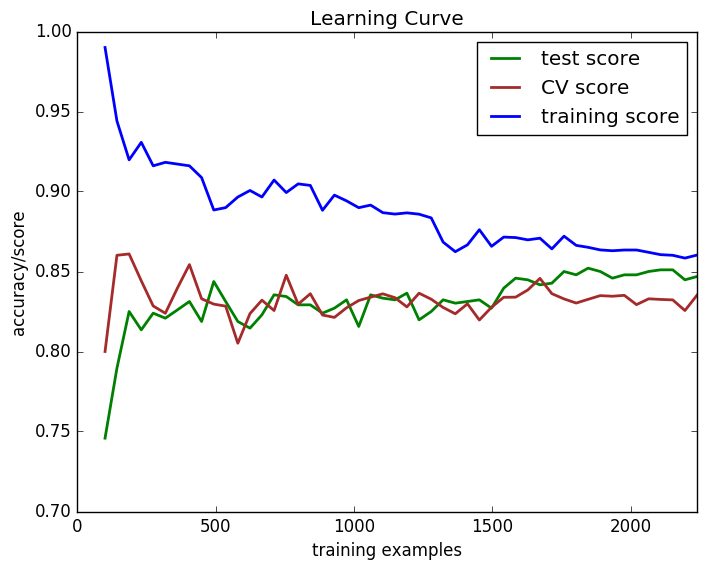 Learning Curve
1.00
0.95
0.90
0.85
0.80
0.75
0.70
accuracy/score
test score
CV score
training score
0
500
1000
1500
2000
training examples